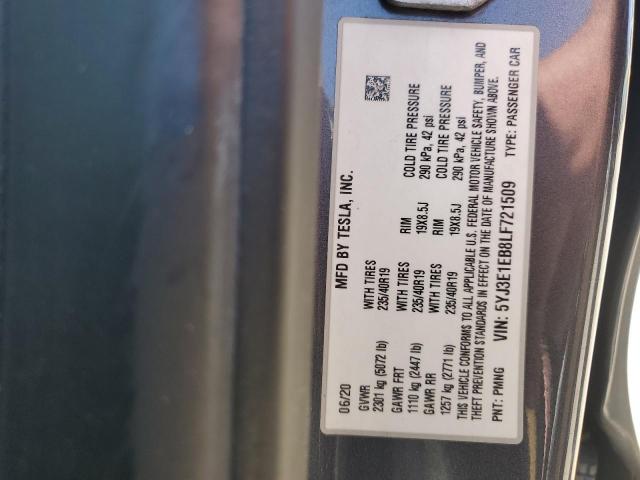 MFD BY TESLA, INC.
06/20
GVWR WITH TIRES RIM COLD TIRE PRESSURE
2301 kg (5072 lb) 235/40R19 19X8.5J 290 kPa, 42 psi
GAWR FRT WITH TIRES RIM COLD TIRE PRESSURE
1110 kg (2447 lb) 235/40R19 19X8.5J 290 kPa, 42 psi
GAWR RR WITH TIRES
1257 kg (2771 lb) 235/40R19
THIS VEHICLE CONFORMS TO ALL APPLICABLE U.S. FEDERAL MOTOR VEHICLE SAFETY, BUMPER, AND
THEFT PREVENTION STANDARDS IN EFFECT ON THE DATE OF MANUFACTURE SHOWN ABOVE.
VIN: 5YJ3E1EB8LF721509
PNT: PMNG TYPE: PASSENGER CAR